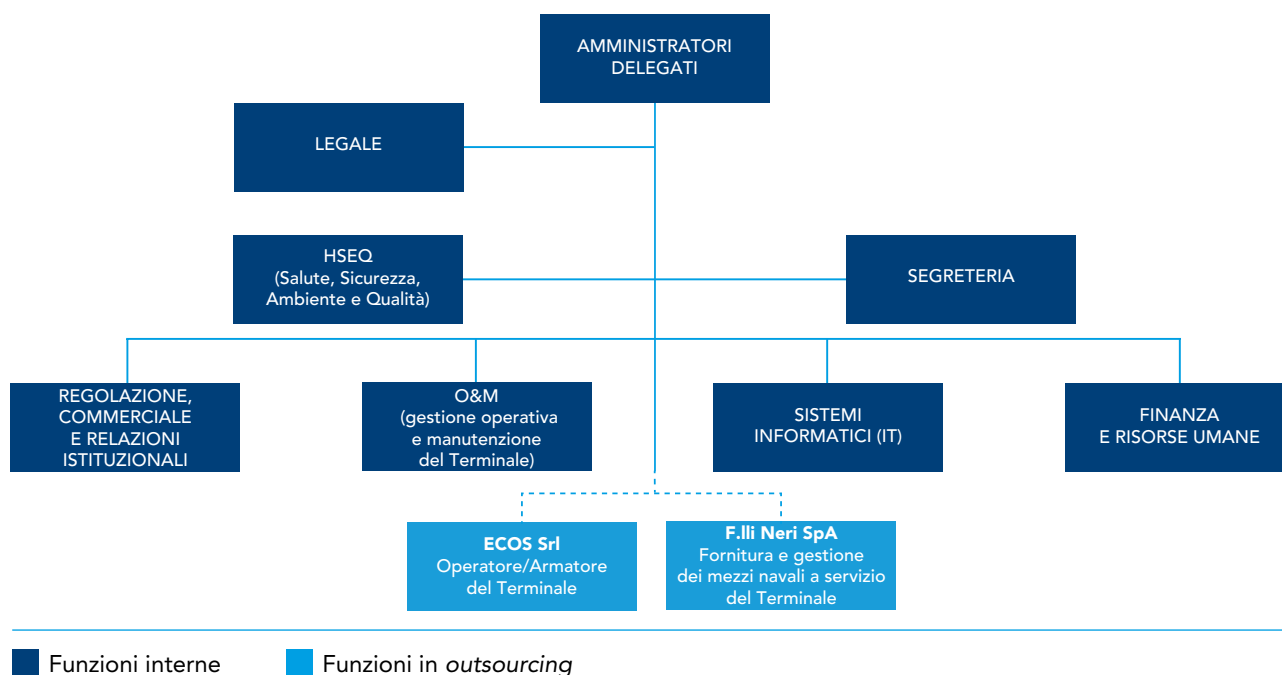 AMMINISTRATORI
DELEGATI
LEGALE
HSEQ
(Salute, Sicurezza,
Ambiente e Qualità)
SEGRETERIA
REGOLAZIONE,
COMMERCIALE
E RELAZIONI
ISTITUZIONALI
O&M
(gestione operativa
e manutenzione
del Terminale)
SISTEMI
INFORMATICI (IT)
FINANZA
E RISORSE UMANE
ECOS Srl
Operatore/Armatore
del Terminale
F.lli Neri SpA
Fornitura e gestione
dei mezzi navali a servizio
del Terminale
Funzioni interne
Funzioni in outsourcing